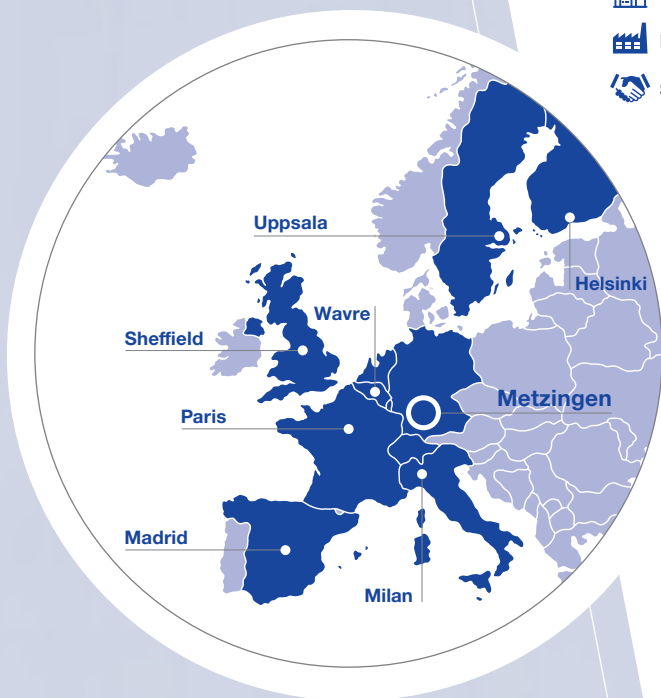 Uppsala
Helsinki
Wavre
Sheffield
Metzingen
Paris
Madrid
Milan